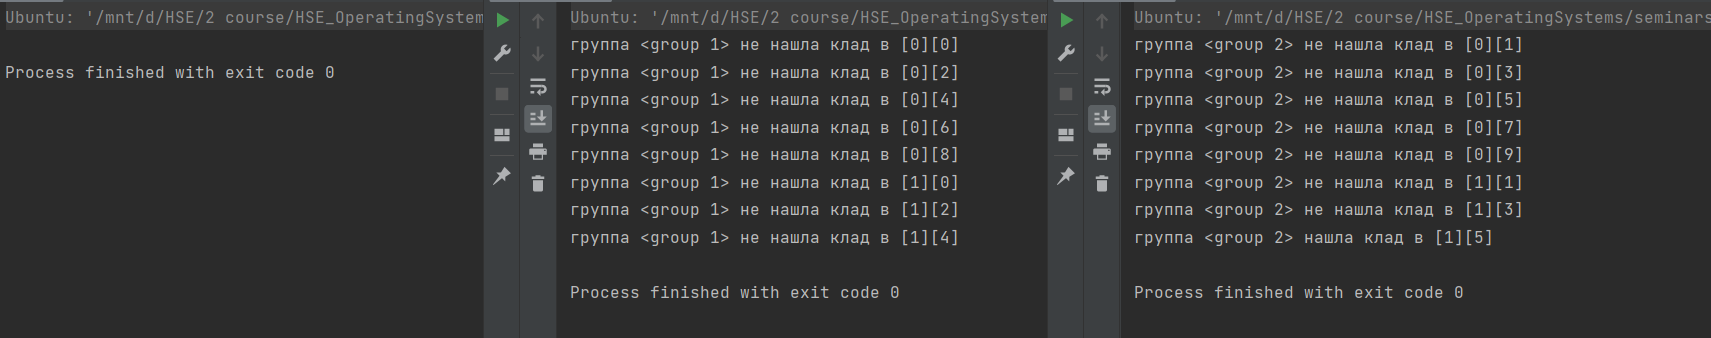 Ubuntu: '/mnt/d/HSE/2 course/HSE_OperatingSystem
Process finished with exit code 0
Ubuntu: '/mnt/d/HSE/2 course/HSE_OperatingSystem
группа <group 1> не нашла клад в [0][0]
группа <group 1> не нашла клад в [0][2]
группа <group 1> не нашла клад в [0][4]
группа <group 1> не нашла клад в [0][6]
группа <group 1> не нашла клад в [0][8]
группа <group 1> не нашла клад в [1][0]
группа <group 1> не нашла клад в [1][2]
группа <group 1> не нашла клад в [1][4]
Process finished with exit code 0
Ubuntu: '/mnt/d/HSE/2 course/HSE_OperatingSystems/seminars
группа <group 2> не нашла клад в [0][1]
группа <group 2> не нашла клад в [0][3]
группа <group 2> не нашла клад в [0][5]
группа <group 2> не нашла клад в [0][7]
группа <group 2> не нашла клад в [0][9]
группа <group 2> не нашла клад в [1][1]
группа <group 2> не нашла клад в [1][3]
группа <group 2> нашла клад в [1][5]
Process finished with exit code 0